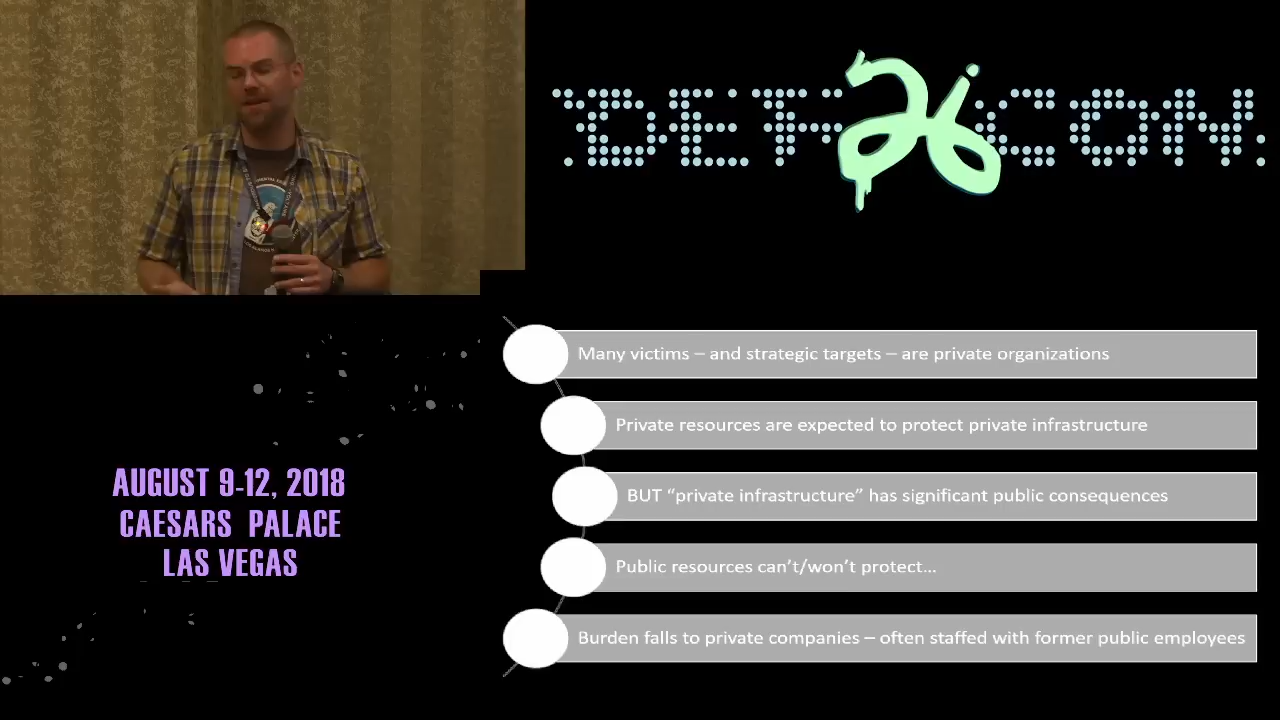 DEF 26 CON
Many victims – and strategic targets – are private organizations
Private resources are expected to protect private infrastructure
BUT “private infrastructure” has significant public consequences
Public resources can’t/won’t protect…
Burden falls to private companies – often staffed with former public employees
AUGUST 9-12, 2018
CAESARS PALACE
LAS VEGAS